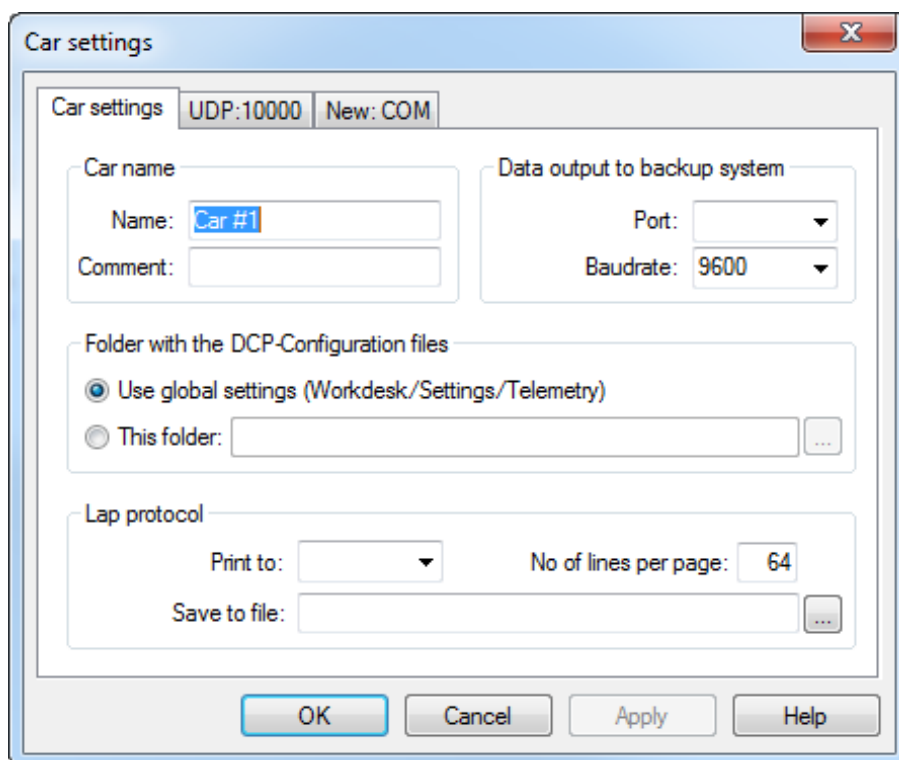 Car settings
Car settings UDP:10000 New: COM
Car name
Name: Car #1
Comment:
Data output to backup system
Port:
Baudrate: 9600
Folder with the DCP-Configuration files
Use global settings (Workdesk/Settings/Telemetry)
This folder: ...
Lap protocol
Print to: No of lines per page: 64
Save to file: ...
OK Cancel Apply Help